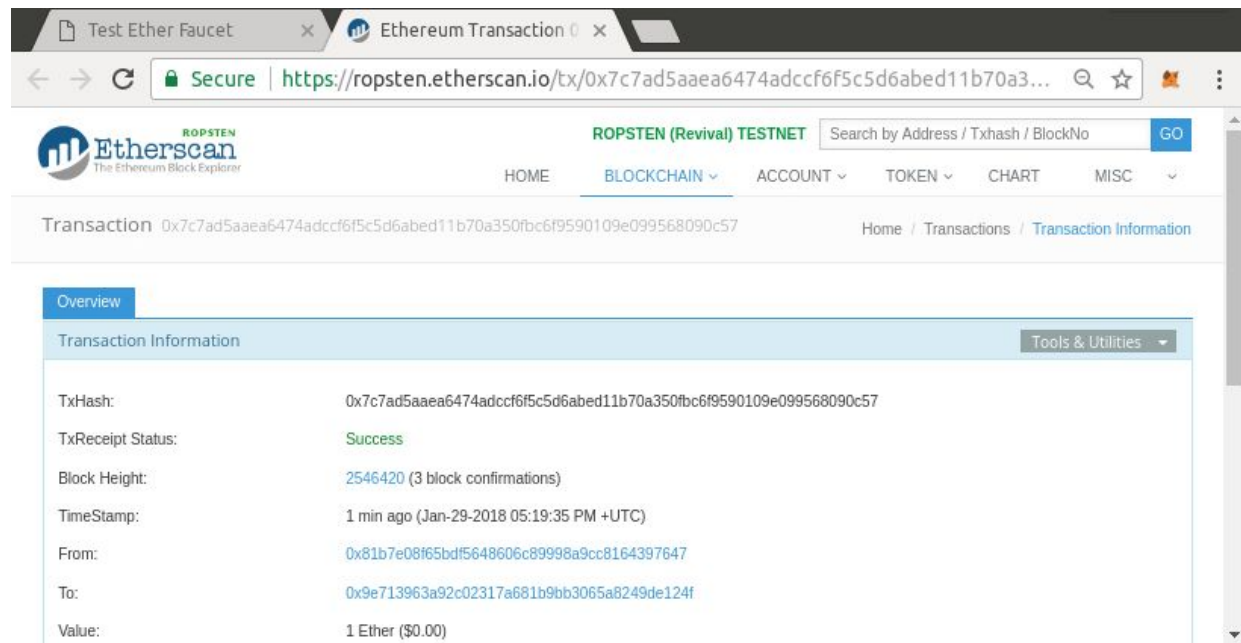 Test Ether Faucet
Ethereum Transaction 0
Secure https://ropsten.etherscan.io/tx/0x7c7ad5aaea6474adccf6f5c5d6abed11b70a3...
ROPSTEN
Etherscan
The Ethereum Block Explorer
ROPSTEN (Revival) TESTNET Search by Address / Txhash / BlockNo GO
HOME BLOCKCHAIN ACCOUNT TOKEN CHART MISC
Transaction 0x7c7ad5aaea6474adccf6f5c5d6abed11b70a350fbc6f9590109e099568090c57 Home / Transactions / Transaction Information
Overview
Transaction Information Tools & Utilities
TxHash: 0x7c7ad5aaea6474adccf6f5c5d6abed11b70a350fbc6f9590109e099568090c57
TxReceipt Status: Success
Block Height: 2546420 (3 block confirmations)
TimeStamp: 1 min ago (Jan-29-2018 05:19:35 PM +UTC)
From: 0x81b7e08f65bdf5648606c89998a9cc8164397647
To: 0x9e713963a92c02317a681b9bb3065a8249de124f
Value: 1 Ether ($0.00)